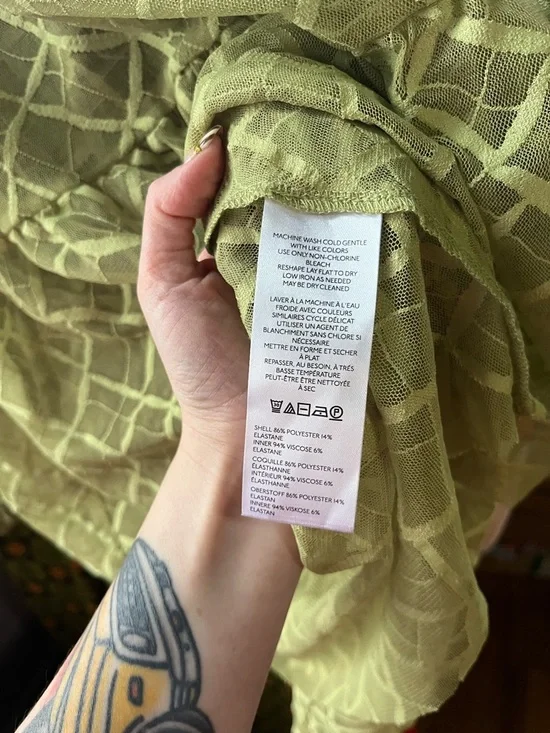 MACHINE WASH COLD GENTLE
WITH LIKE COLORS
USE ONLY NON-CHLORINE
BLEACH
RESHAPE LAY FLAT TO DRY
LOW IRON AS NEEDED
MAY BE DRY CLEANED
LAVER À LA MACHINE À L'EAU
FROIDE AVEC COULEURS
SIMILAIRES CYCLE DÉLICAT
UTILISER UN AGENT DE
BLANCHIMENT SANS CHLORE SI
NÉCESSAIRE
METTRE EN FORME ET SECHER
À PLAT
REPASSER, AU BESOIN, À TRÈS
BASSE TEMPÉRATURE
PEUT-ÊTRE ÊTRE NETTOYÉE
À SEC
SHELL 86% POLYESTER 14%
ELASTANE
INNER 94% VISCOSE 6%
ELASTANE
COQUILLE 86% POLYESTER 14%
ÉLASTHANNE
INTÉRIEUR 94% VISCOSE 6%
ÉLASTHANNE
OBERSTOFF 86% POLYESTER 14%
ELASTAN
INNERE 94% VISKOSE 6%
ELASTAN